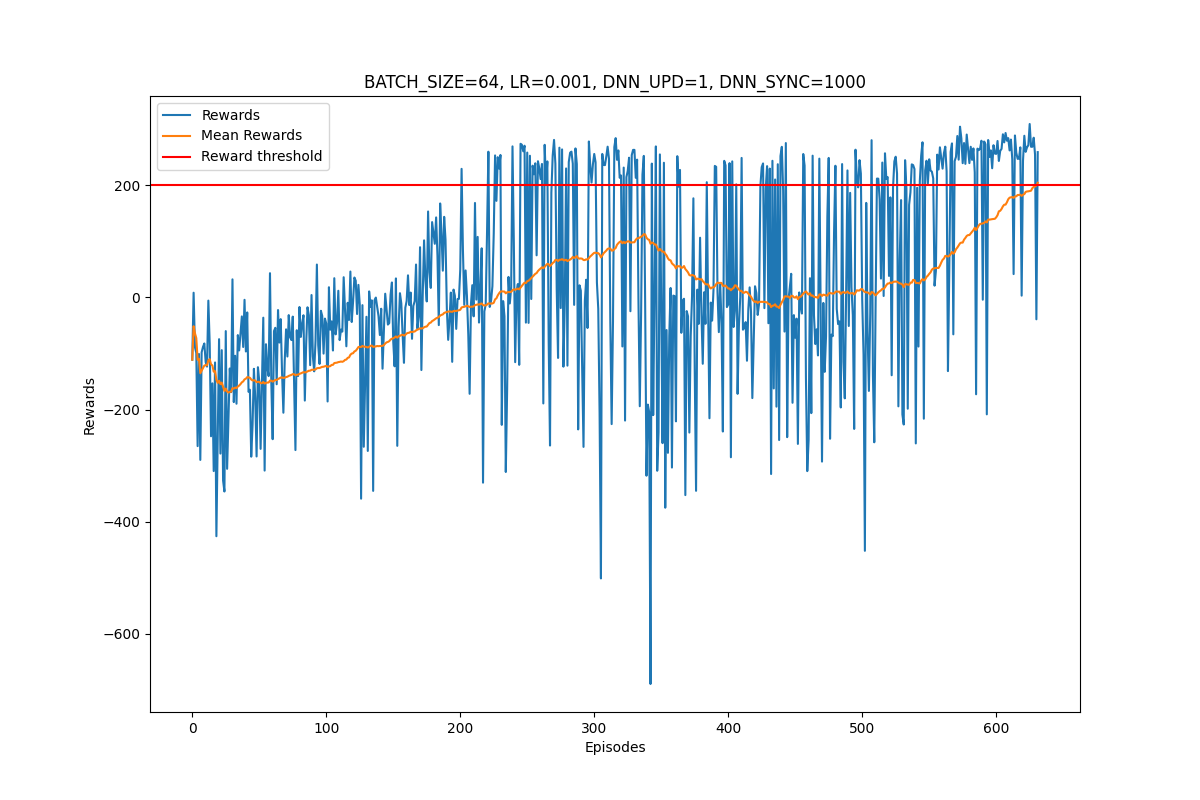 BATCH_SIZE=64, LR=0.001, DNN_UPD=1, DNN_SYNC=1000
Rewards
Mean Rewards
Reward threshold
200
0
−200
−400
−600
Rewards
0 100 200 300 400 500 600
Episodes